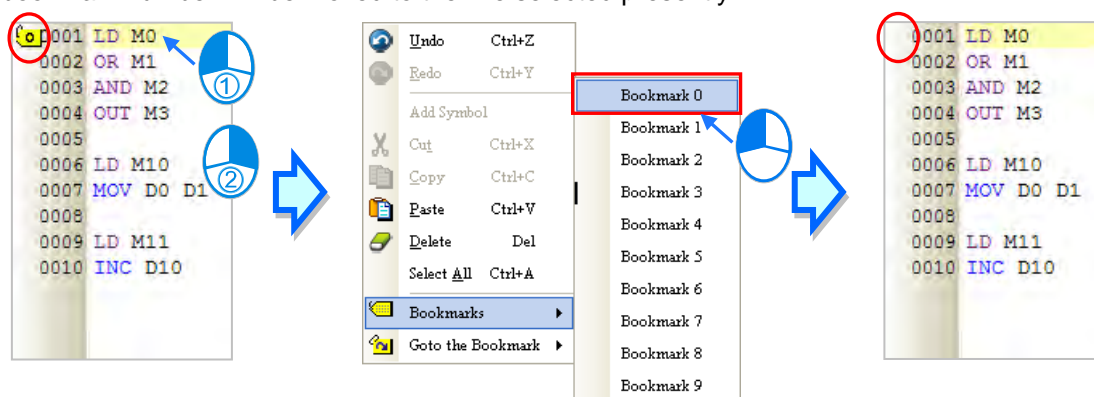 0001 LD M0
0002 OR M1
0003 AND M2
0004 OUT M3
0005
0006 LD M10
0007 MOV D0 D1
0008
0009 LD M11
0010 INC D10
1
2
Undo Ctrl+Z
Redo Ctrl+Y
Add Symbol
Cut Ctrl+X
Copy Ctrl+C
Paste Ctrl+V
Delete Del
Select All Ctrl+A
Bookmarks
Goto the Bookmark
Bookmark 0
Bookmark 1
Bookmark 2
Bookmark 3
Bookmark 4
Bookmark 5
Bookmark 6
Bookmark 7
Bookmark 8
Bookmark 9
0001 LD M0
0002 OR M1
0003 AND M2
0004 OUT M3
0005
0006 LD M10
0007 MOV D0 D1
0008
0009 LD M11
0010 INC D10